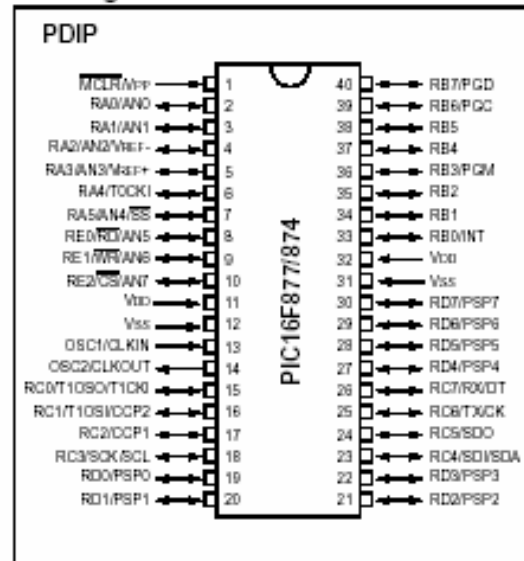 PDIP
MCLR/VPP 1 40 RB7/PGD
RA0/AN0 2 39 RB6/PGC
RA1/AN1 3 38 RB5
RA2/AN2/VREF- 4 37 RB4
RA3/AN3/VREF+ 5 36 RB3/PGM
RA4/T0CKI 6 35 RB2
RA5/AN4/SS 7 34 RB1
RE0/RD/AN5 8 33 RB0/INT
RE1/WR/AN6 9 32 VDD
RE2/CS/AN7 10 31 VSS
VDD 11 30 RD7/PSP7
VSS 12 29 RD6/PSP6
OSC1/CLKIN 13 28 RD5/PSP5
OSC2/CLKOUT 14 27 RD4/PSP4
RC0/T1OSO/T1CKI 15 26 RC7/RX/DT
RC1/T1OSI/CCP2 16 25 RC6/TX/CK
RC2/CCP1 17 24 RC5/SDO
RC3/SCK/SCL 18 23 RC4/SDI/SDA
RD0/PSP0 19 22 RD3/PSP3
RD1/PSP1 20 21 RD2/PSP2
PIC16F877/874